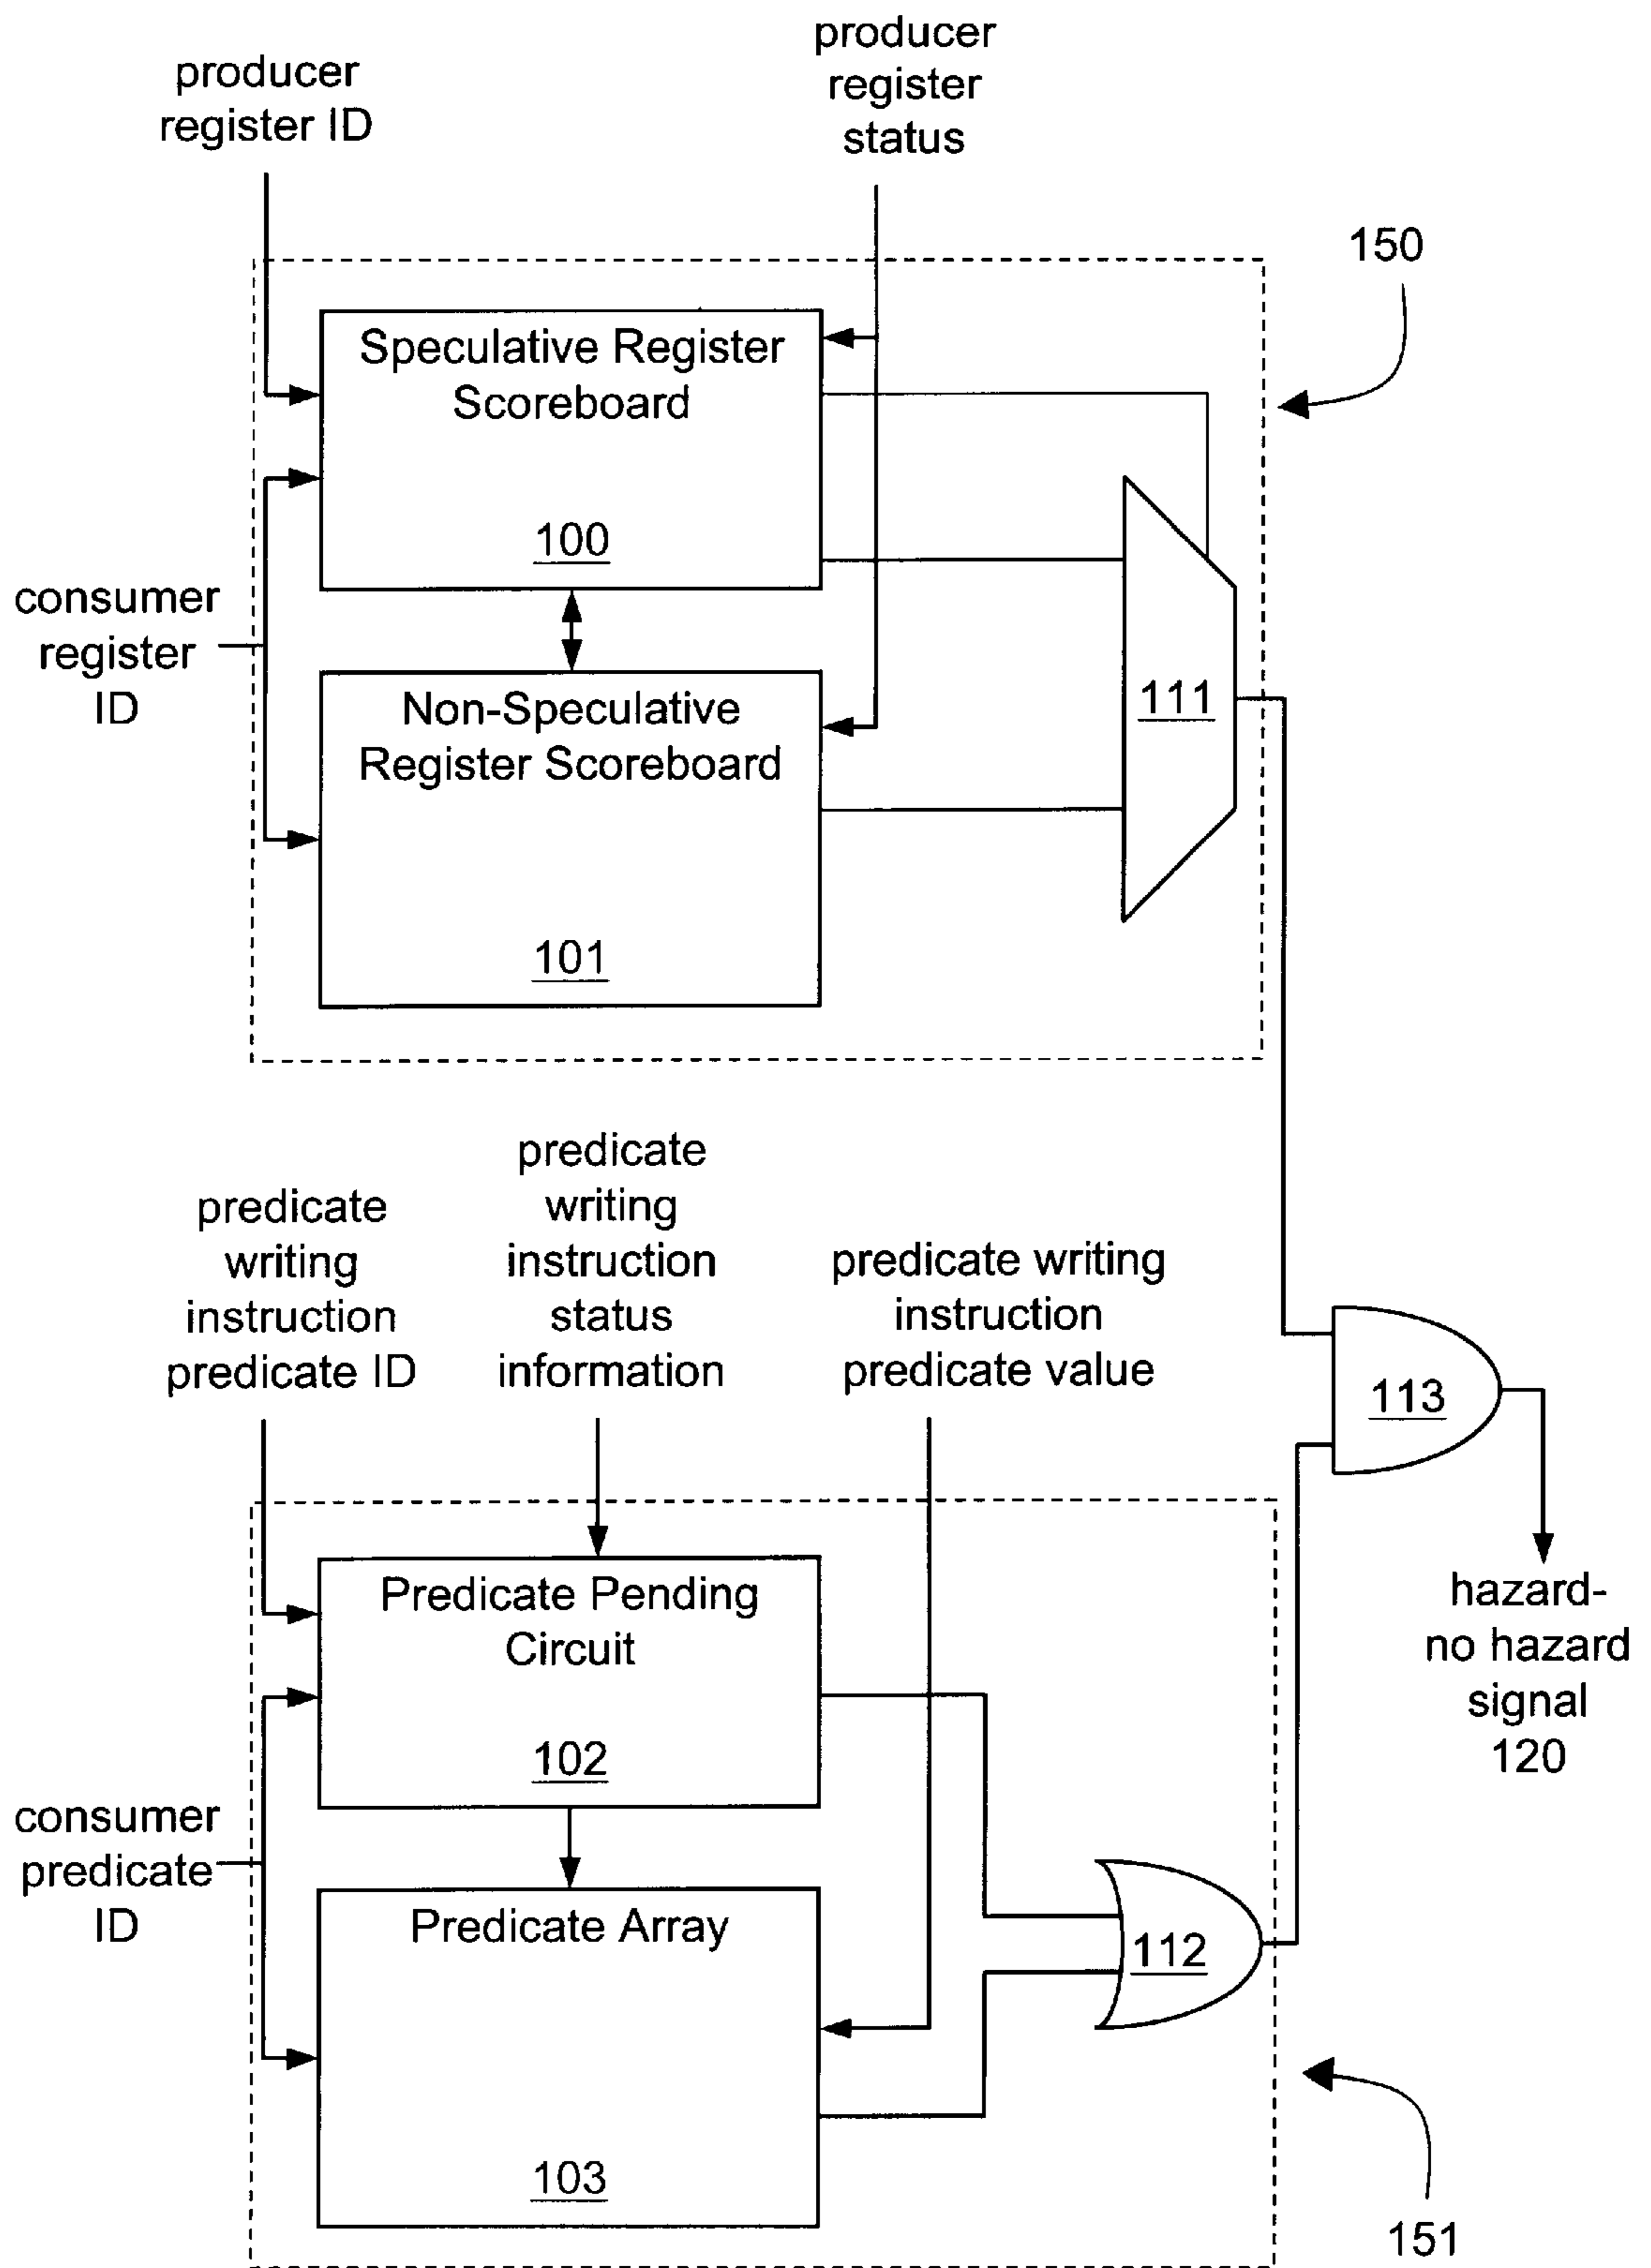 producer
register ID
producer
register
status
150
Speculative Register
Scoreboard
100
consumer
register
ID
Non-Speculative
Register Scoreboard
101
111
predicate
writing
instruction
predicate ID
predicate
writing
instruction
status
information
predicate writing
instruction
predicate value
113
hazard-
no hazard
signal
120
Predicate Pending
Circuit
102
consumer
predicate
ID
Predicate Array
103
112
151